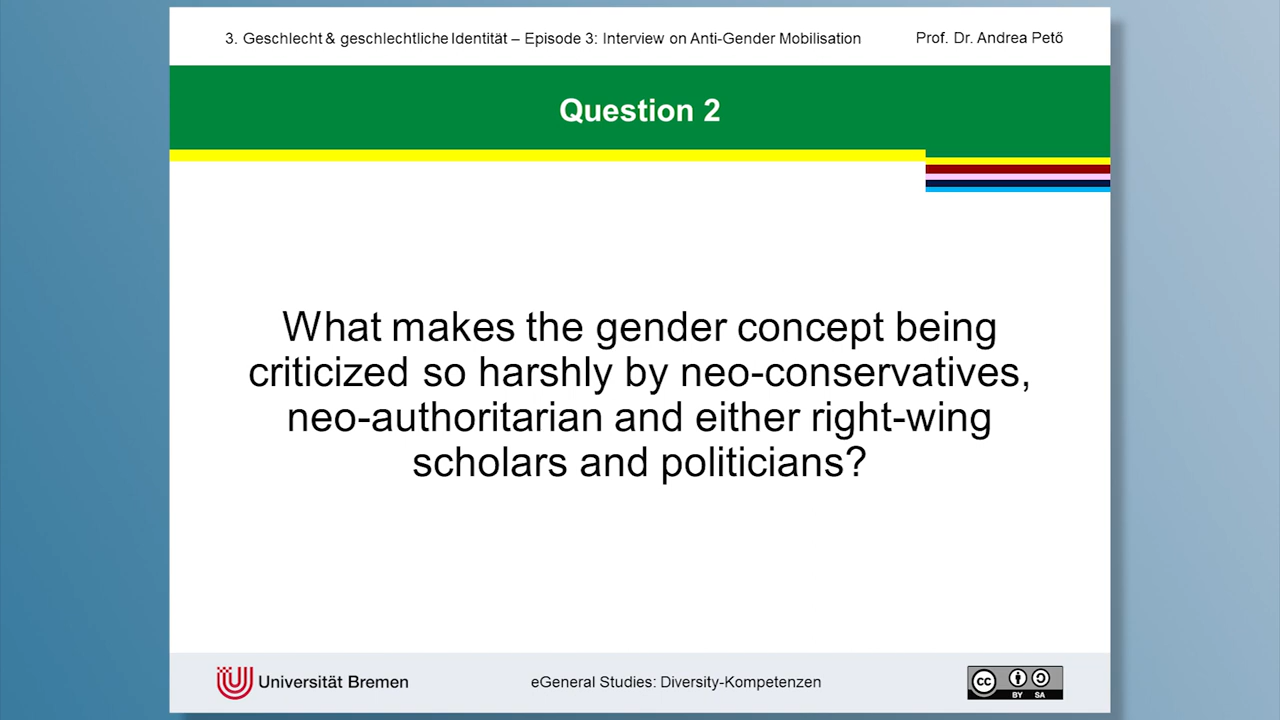 3. Geschlecht & geschlechtliche Identität – Episode 3: Interview on Anti-Gender Mobilisation
Prof. Dr. Andrea Pető
Question 2
What makes the gender concept being
criticized so harshly by neo-conservatives,
neo-authoritarian and either right-wing
scholars and politicians?
Universität Bremen
eGeneral Studies: Diversity-Kompetenzen
CC
BY SA